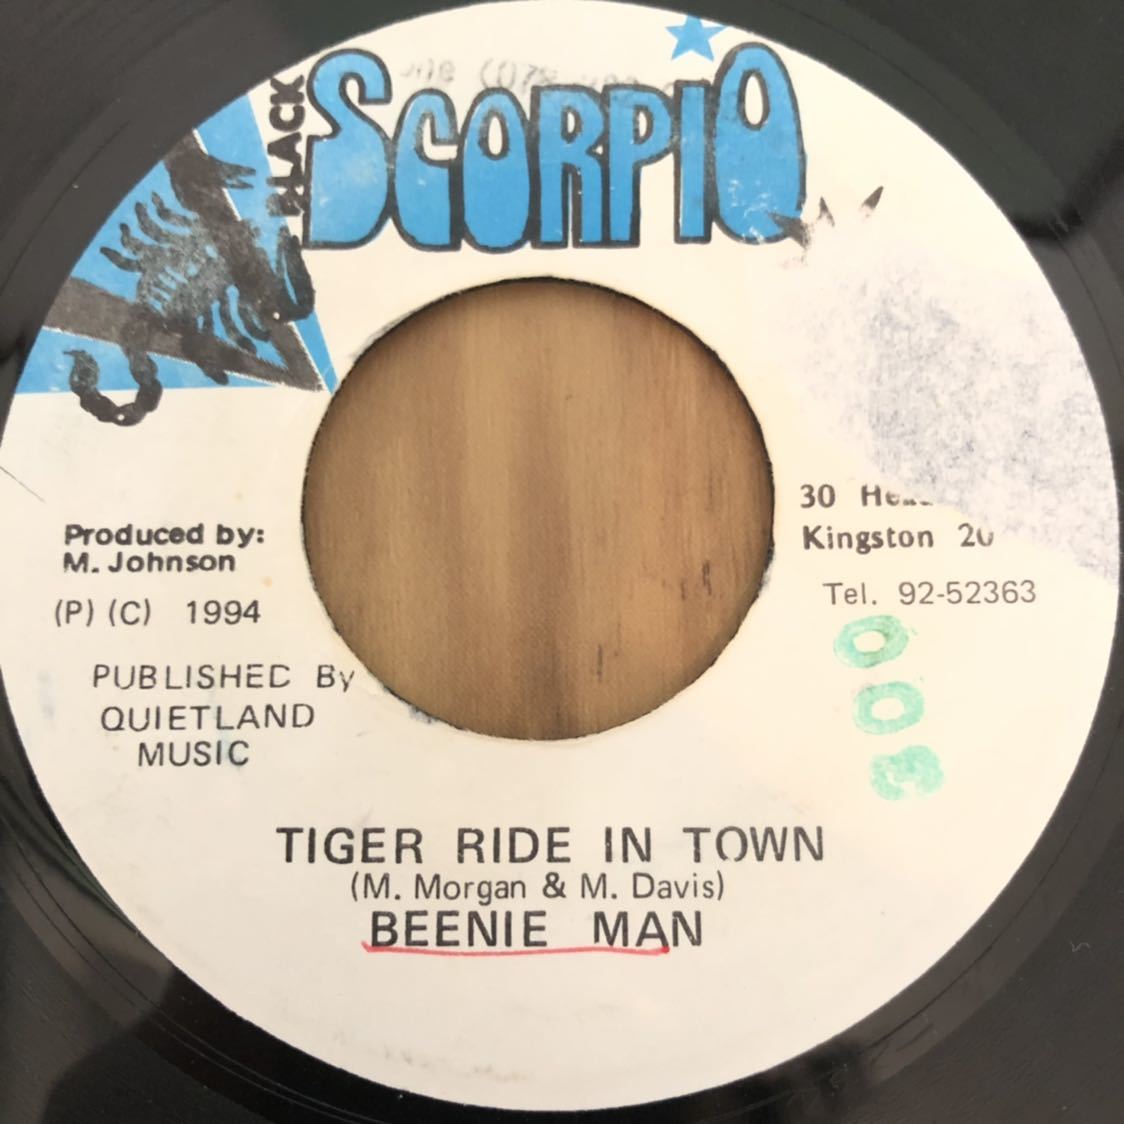 BLACK
SCORPIO
30
Kingston 20
Tel. 92-52363
Produced by:
M. Johnson
(P) (C) 1994
PUBLISHED By
QUIETLAND
MUSIC
TIGER RIDE IN TOWN
(M. Morgan & M. Davis)
BEENIE MAN